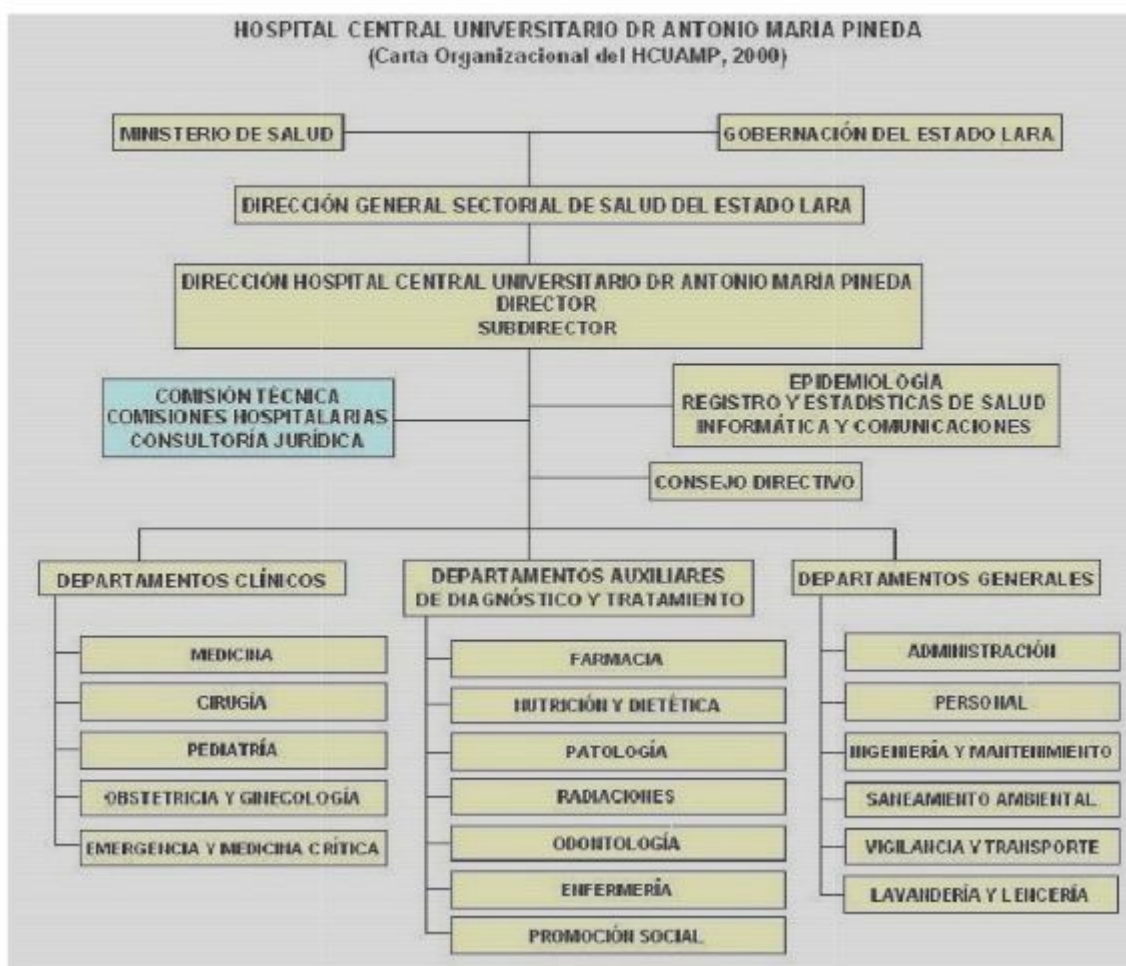 HOSPITAL CENTRAL UNIVERSITARIO DR ANTONIO MARÍA PINEDA
(Carta Organizacional del HCUAMP, 2000)
MINISTERIO DE SALUD
GOBERNACIÓN DEL ESTADO LARA
DIRECCIÓN GENERAL SECTORIAL DE SALUD DEL ESTADO LARA
DIRECCIÓN HOSPITAL CENTRAL UNIVERSITARIO DR ANTONIO MARÍA PINEDA
DIRECTOR
SUBDIRECTOR
COMISIÓN TÉCNICA
COMISIONES HOSPITALARIAS
CONSULTORÍA JURÍDICA
EPIDEMIOLOGÍA
REGISTRO Y ESTADISTICAS DE SALUD
INFORMÁTICA Y COMUNICACIONES
CONSEJO DIRECTIVO
DEPARTAMENTOS CLÍNICOS
MEDICINA
CIRUGÍA
PEDIATRÍA
OBSTETRICIA Y GINECOLOGÍA
EMERGENCIA Y MEDICINA CRÍTICA
DEPARTAMENTOS AUXILIARES
DE DIAGNÓSTICO Y TRATAMIENTO
FARMACIA
NUTRICIÓN Y DIETÉTICA
PATOLOGÍA
RADIACIONES
ODONTOLOGÍA
ENFERMERÍA
PROMOCIÓN SOCIAL
DEPARTAMENTOS GENERALES
ADMINISTRACIÓN
PERSONAL
INGENIERÍA Y MANTENIMIENTO
SANEAMIENTO AMBIENTAL
VIGILANCIA Y TRANSPORTE
LAVANDERÍA Y LENCERÍA